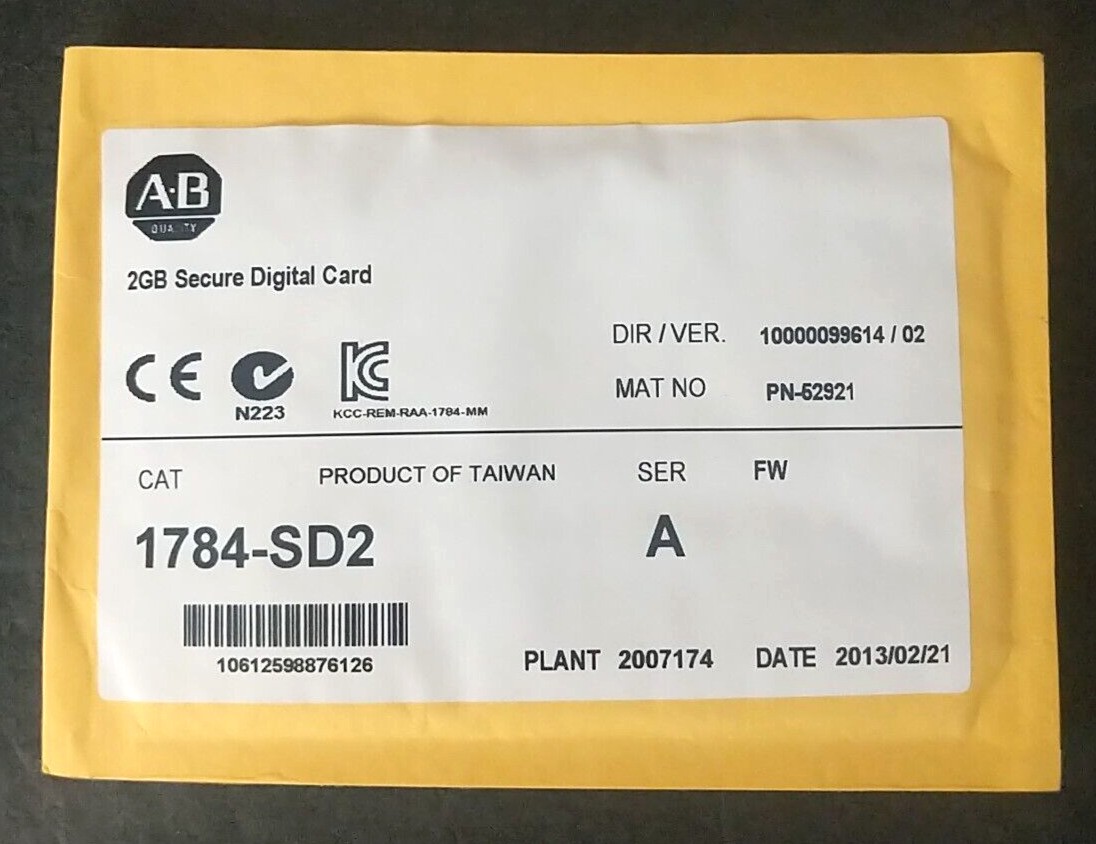 A·B
QUALITY
2GB Secure Digital Card
DIR / VER. 10000099614 / 02
MAT NO PN-52921
CE
N223
KCC-REM-RAA-1784-MM
CAT PRODUCT OF TAIWAN SER FW
1784-SD2 A
10612598876126
PLANT 2007174 DATE 2013/02/21